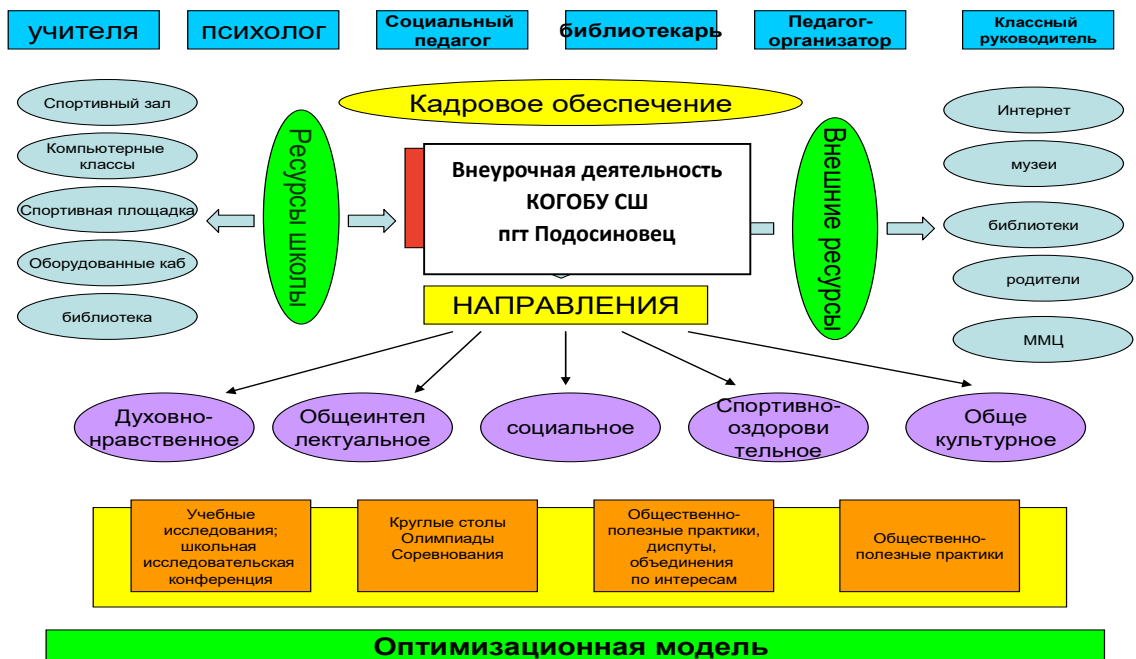 учителя
психолог
Социальный
педагог
библиотекарь
Педагог-
организатор
Классный
руководитель
Кадровое обеспечение
Спортивный зал
Компьютерные
классы
Спортивная площадка
Оборудованные каб
библиотека
Ресурсы школы
Внеурочная деятельность
КОГОБУ СШ
пгт Подосиновец
Внешние ресурсы
Интернет
музеи
библиотеки
родители
ММЦ
НАПРАВЛЕНИЯ
Духовно-
нравственное
Общеинтел
лектуальное
социальное
Спортивно-
оздорови
тельное
Обще
культурное
Учебные
исследования;
школьная
исследовательская
конференция
Круглые столы
Олимпиады
Соревнования
Общественно-
полезные практики,
диспуты,
объединения
по интересам
Общественно-
полезные практики
Оптимизационная модель